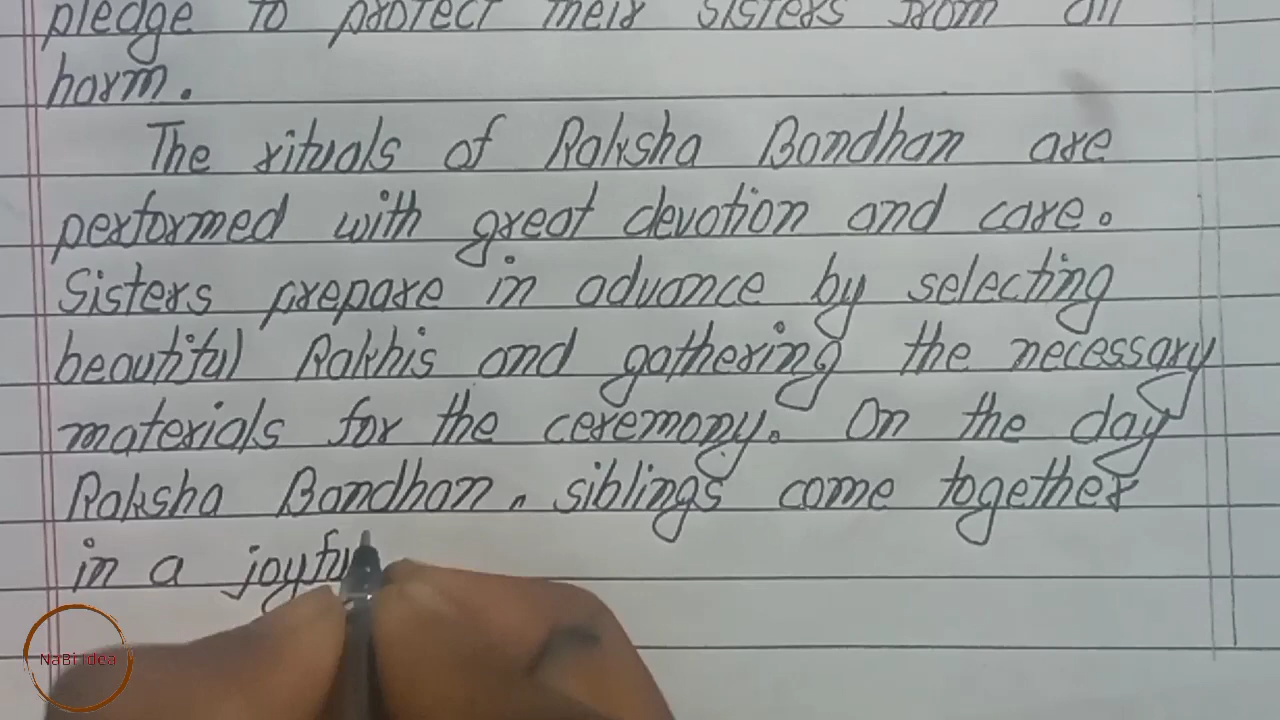 pledge to protect their sisters from all
harm.
The rituals of Raksha Bandhan are
performed with great devotion and care.
Sisters prepare in advance by selecting
beautiful Rakhis and gathering the necessary
materials for the ceremony. On the day
Raksha Bandhan, siblings come together
in a joyfu
NaBi Idea